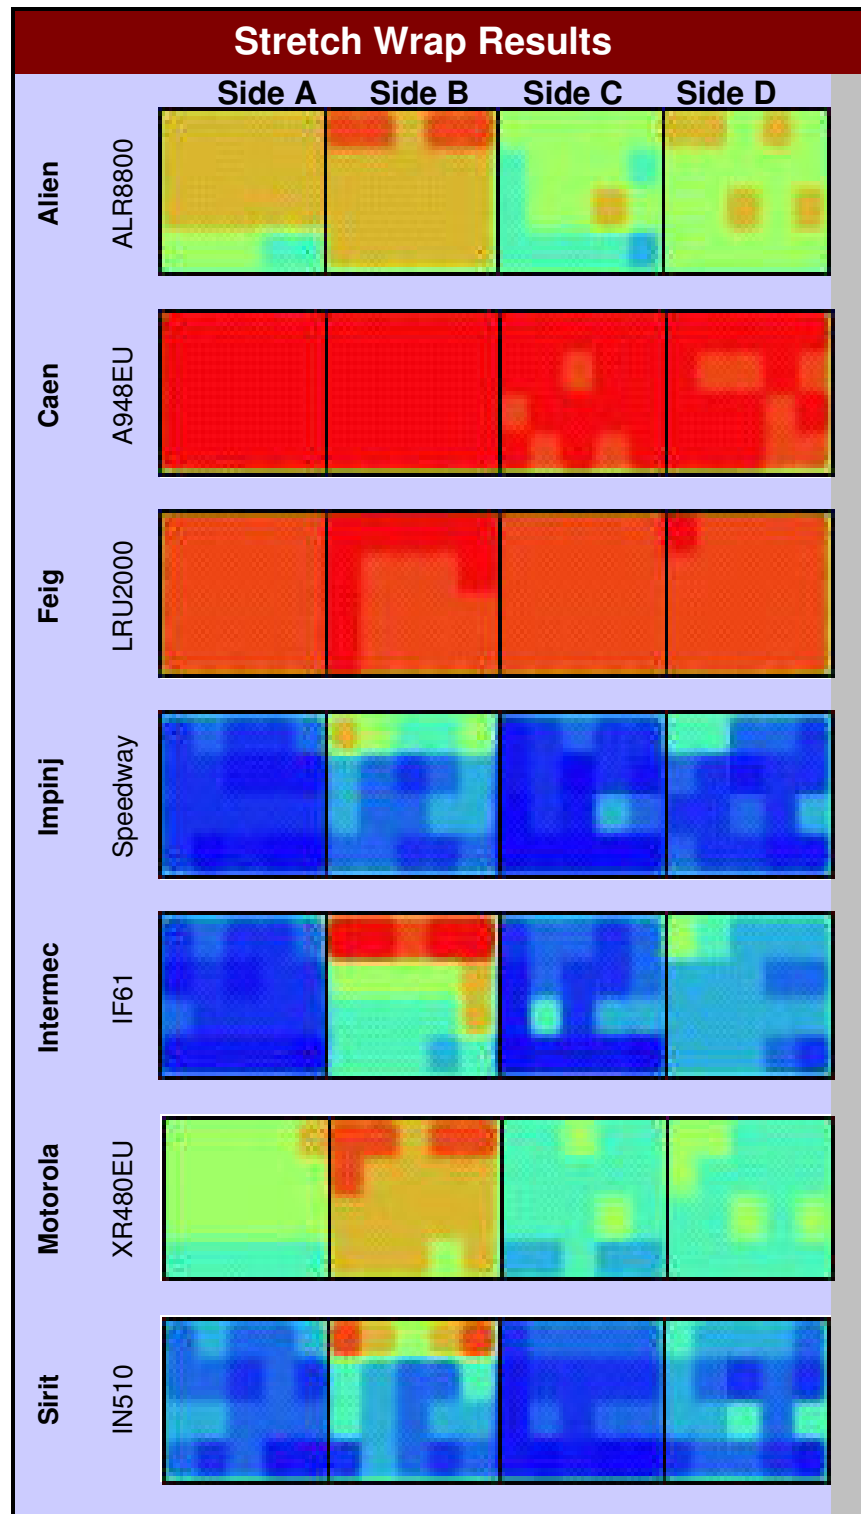 Stretch Wrap Results
Side A Side B Side C Side D
Alien ALR8800
Caen A948EU
Feig LRU2000
Impinj Speedway
Intermec IF61
Motorola XR480EU
Sirit IN510